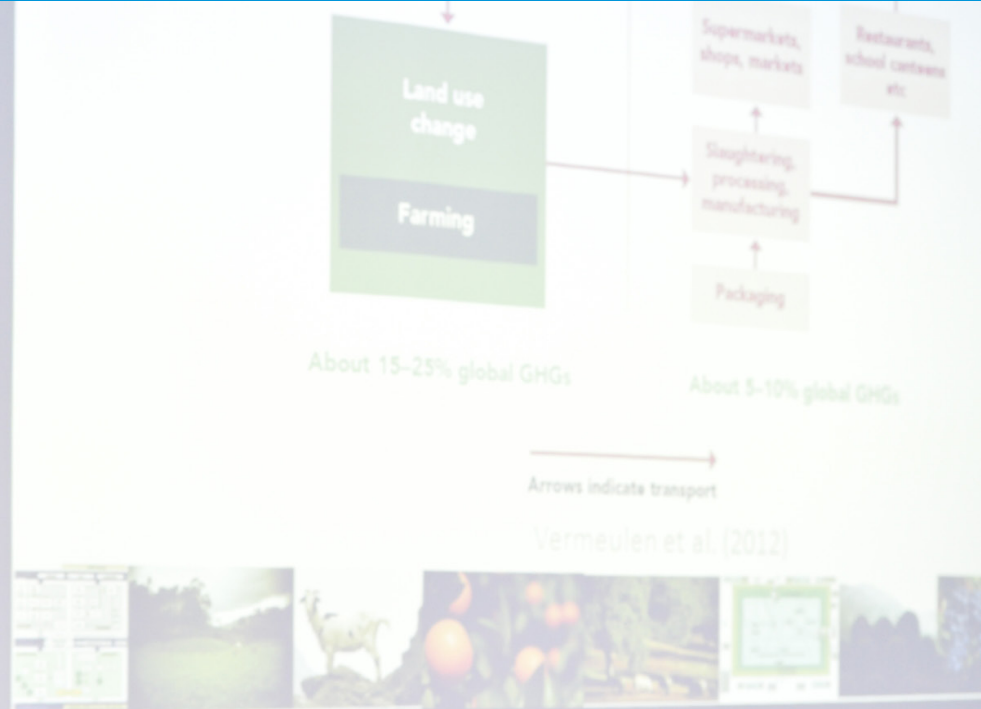 Land use
change
Farming
About 15–25% global GHGs
Supermarkets,
shops, markets
Restaurants,
school canteens
etc
Slaughtering,
processing,
manufacturing
Packaging
About 5–10% global GHGs
Arrows indicate transport
Vermeulen et al. (2012)